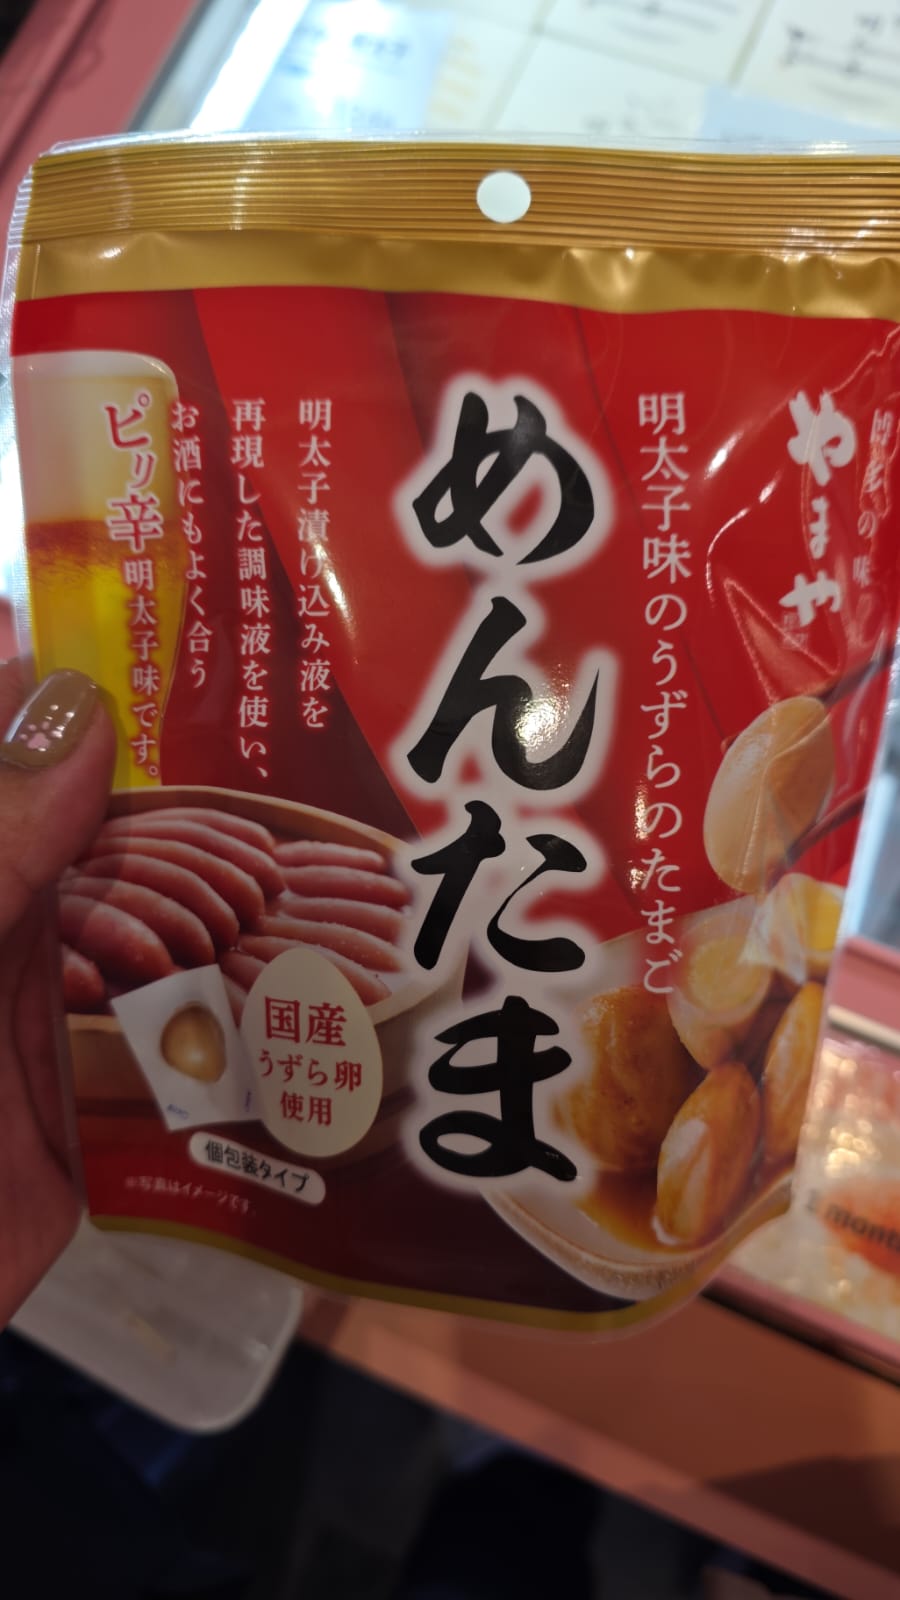 博多の味
やまや
明太子味のうずらのたまご
めんたま
明太子漬け込み液を
再現した調味液を使い、
お酒にもよく合う
ピリ辛明太子味です。
国産
うずら卵
使用
個包装タイプ
※写真はイメージです。